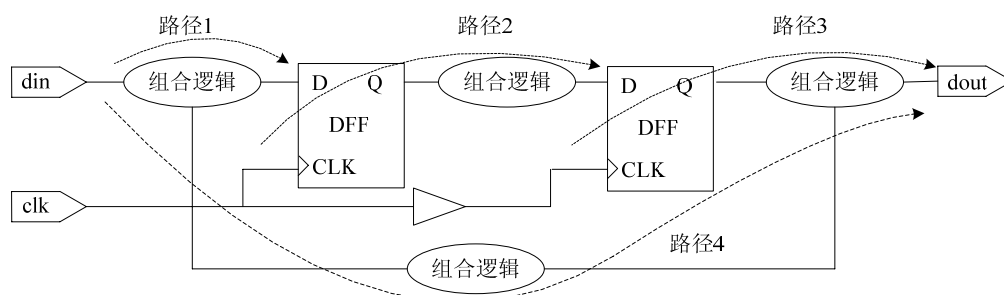 路径1
路径2
路径3
din
组合逻辑
D Q
DFF
CLK
组合逻辑
D Q
DFF
CLK
组合逻辑
dout
clk
路径4
组合逻辑